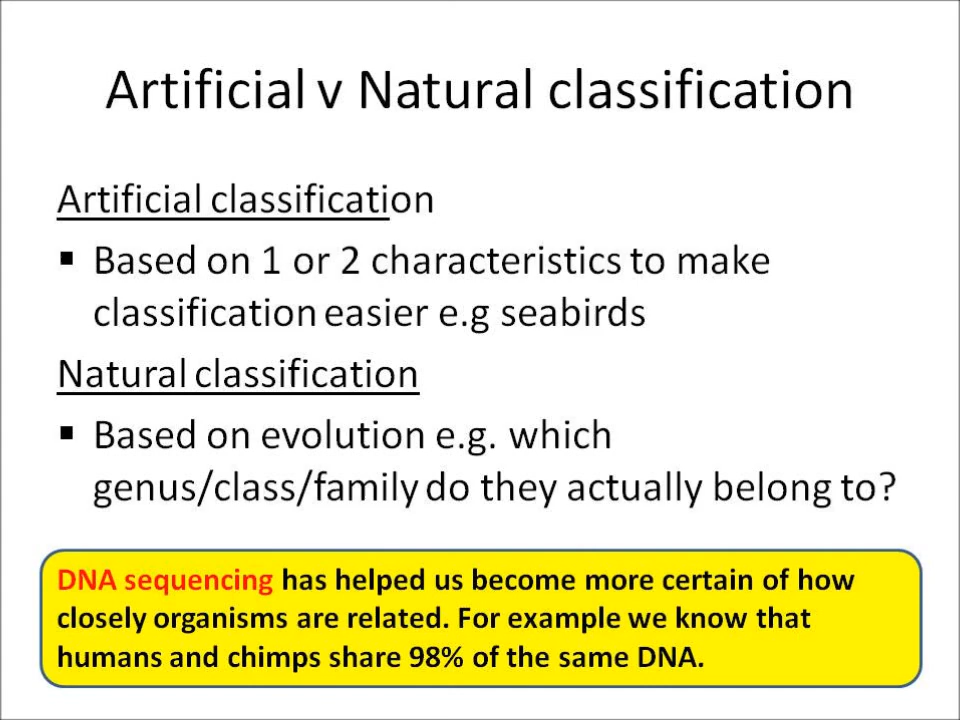 Artificial v Natural classification
Artificial classification
▪ Based on 1 or 2 characteristics to make
classification easier e.g seabirds
Natural classification
▪ Based on evolution e.g. which
genus/class/family do they actually belong to?
DNA sequencing has helped us become more certain of how
closely organisms are related. For example we know that
humans and chimps share 98% of the same DNA.